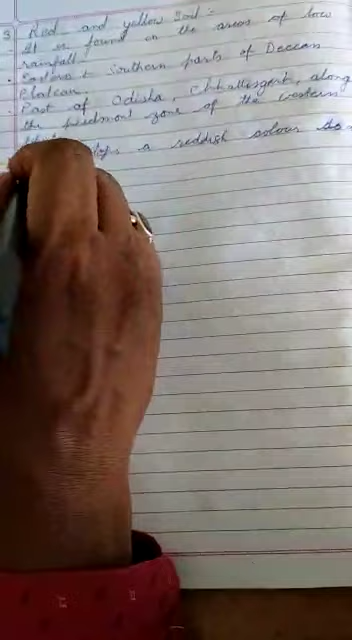 3 Red and yellow Soil :-
. It is found in the areas of low
rainfall.
. Eastern & Southern parts of Deccan
Plateau.
. Part of Odisha, Chhattisgarh, along
the piedmont zone of the western
a reddish colour